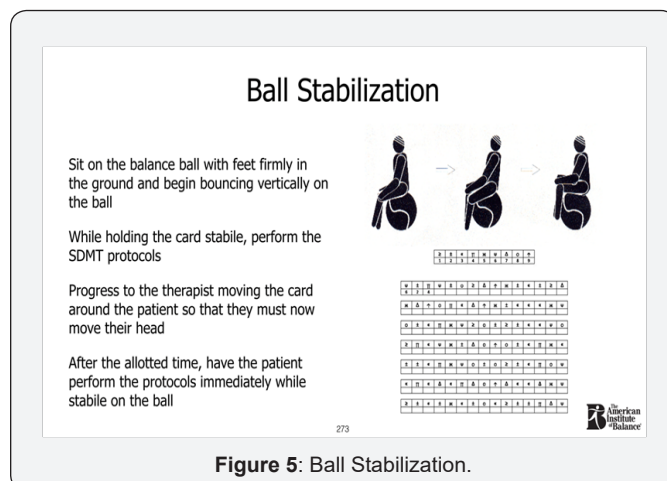 Ball Stabilization
Sit on the balance ball with feet firmly in
the ground and begin bouncing vertically on
the ball
While holding the card stabile, perform the
SDMT protocols
Progress to the therapist moving the card
around the patient so that they must now
move their head
After the allotted time, have the patient
perform the protocols immediately while
stabile on the ball
1 2 3 4 5 6 7 8 9
273
The
American
Institute
of Balance
Figure 5: Ball Stabilization.